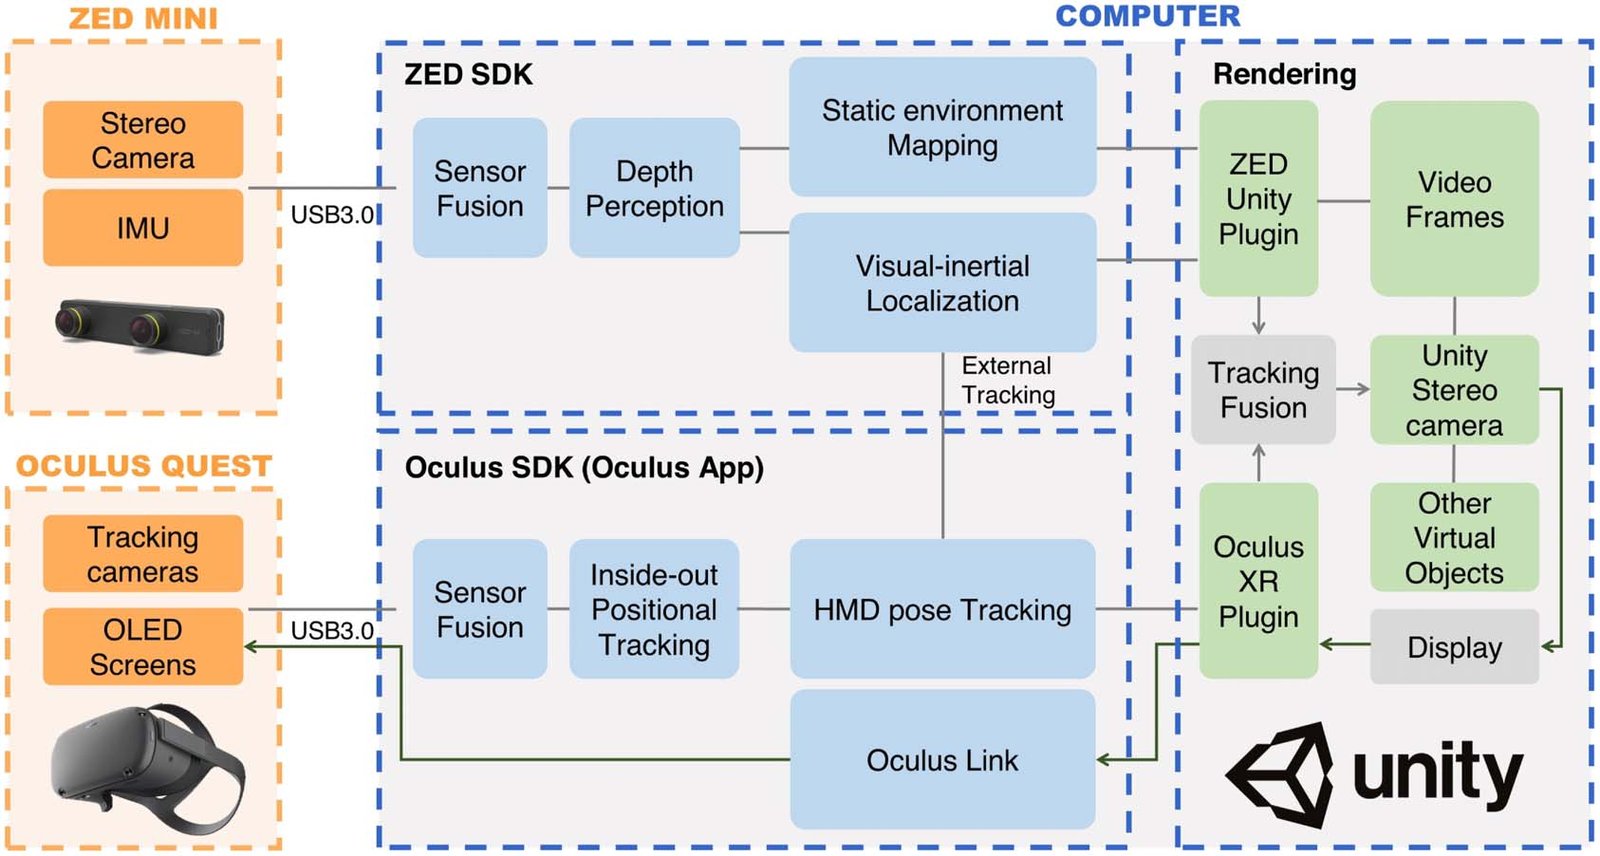 ZED MINI
COMPUTER
Stereo
Camera
IMU
USB3.0
ZED SDK
Sensor
Fusion
Depth
Perception
Static environment
Mapping
Visual-inertial
Localization
External
Tracking
Rendering
ZED
Unity
Plugin
Video
Frames
Tracking
Fusion
Unity
Stereo
camera
OCULUS QUEST
Tracking
cameras
OLED
Screens
USB3.0
Oculus SDK (Oculus App)
Sensor
Fusion
Inside-out
Positional
Tracking
HMD pose Tracking
Oculus Link
Oculus
XR
Plugin
Other
Virtual
Objects
Display
unity